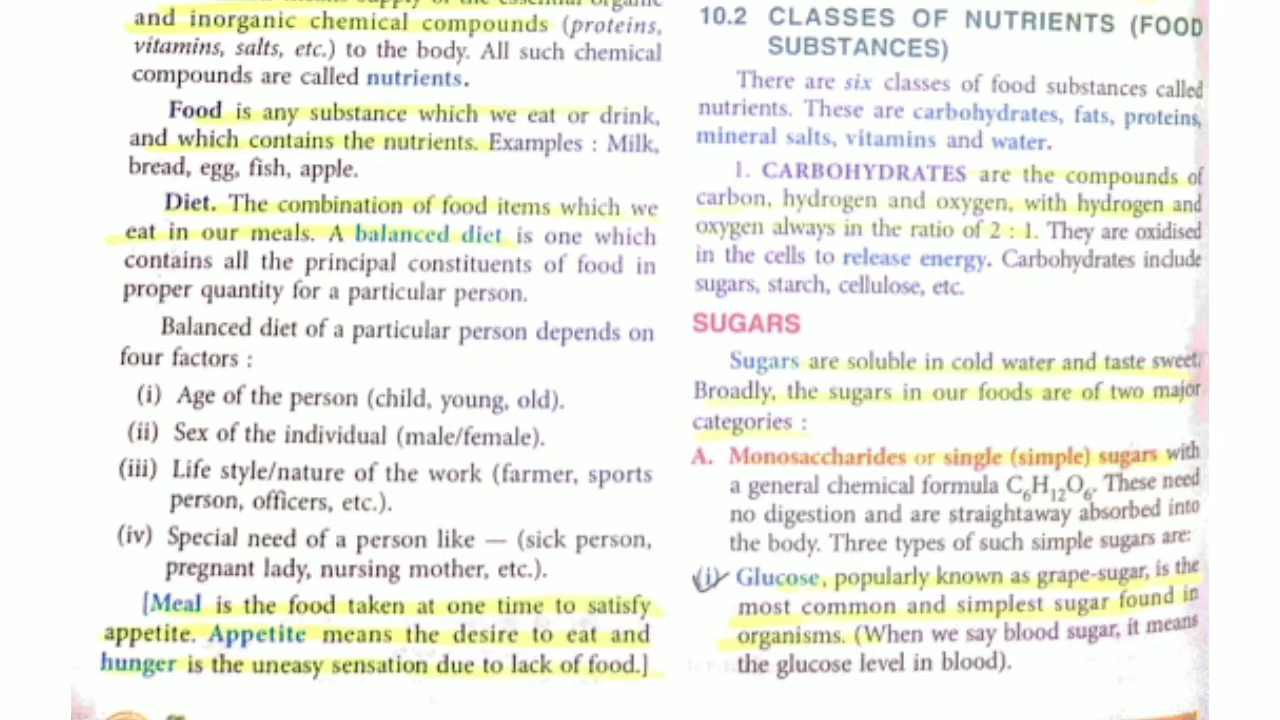 and inorganic chemical compounds (proteins,
vitamins, salts, etc.) to the body. All such chemical
compounds are called nutrients.
Food is any substance which we eat or drink,
and which contains the nutrients. Examples : Milk,
bread, egg, fish, apple.
Diet. The combination of food items which we
eat in our meals. A balanced diet is one which
contains all the principal constituents of food in
proper quantity for a particular person.
Balanced diet of a particular person depends on
four factors :
(i) Age of the person (child, young, old).
(ii) Sex of the individual (male/female).
(iii) Life style/nature of the work (farmer, sports
person, officers, etc.).
(iv) Special need of a person like — (sick person,
pregnant lady, nursing mother, etc.).
[Meal is the food taken at one time to satisfy
appetite. Appetite means the desire to eat and
hunger is the uneasy sensation due to lack of food.]
10.2 CLASSES OF NUTRIENTS (FOOD
SUBSTANCES)
There are six classes of food substances called
nutrients. These are carbohydrates, fats, proteins,
mineral salts, vitamins and water.
1. CARBOHYDRATES are the compounds of
carbon, hydrogen and oxygen, with hydrogen and
oxygen always in the ratio of 2 : 1. They are oxidised
in the cells to release energy. Carbohydrates include
sugars, starch, cellulose, etc.
SUGARS
Sugars are soluble in cold water and taste sweet.
Broadly, the sugars in our foods are of two major
categories :
A. Monosaccharides or single (simple) sugars with
a general chemical formula C₆H₁₂O₆. These need
no digestion and are straightaway absorbed into
the body. Three types of such simple sugars are:
(i) Glucose, popularly known as grape-sugar, is the
most common and simplest sugar found in
organisms. (When we say blood sugar, it means
the glucose level in blood).